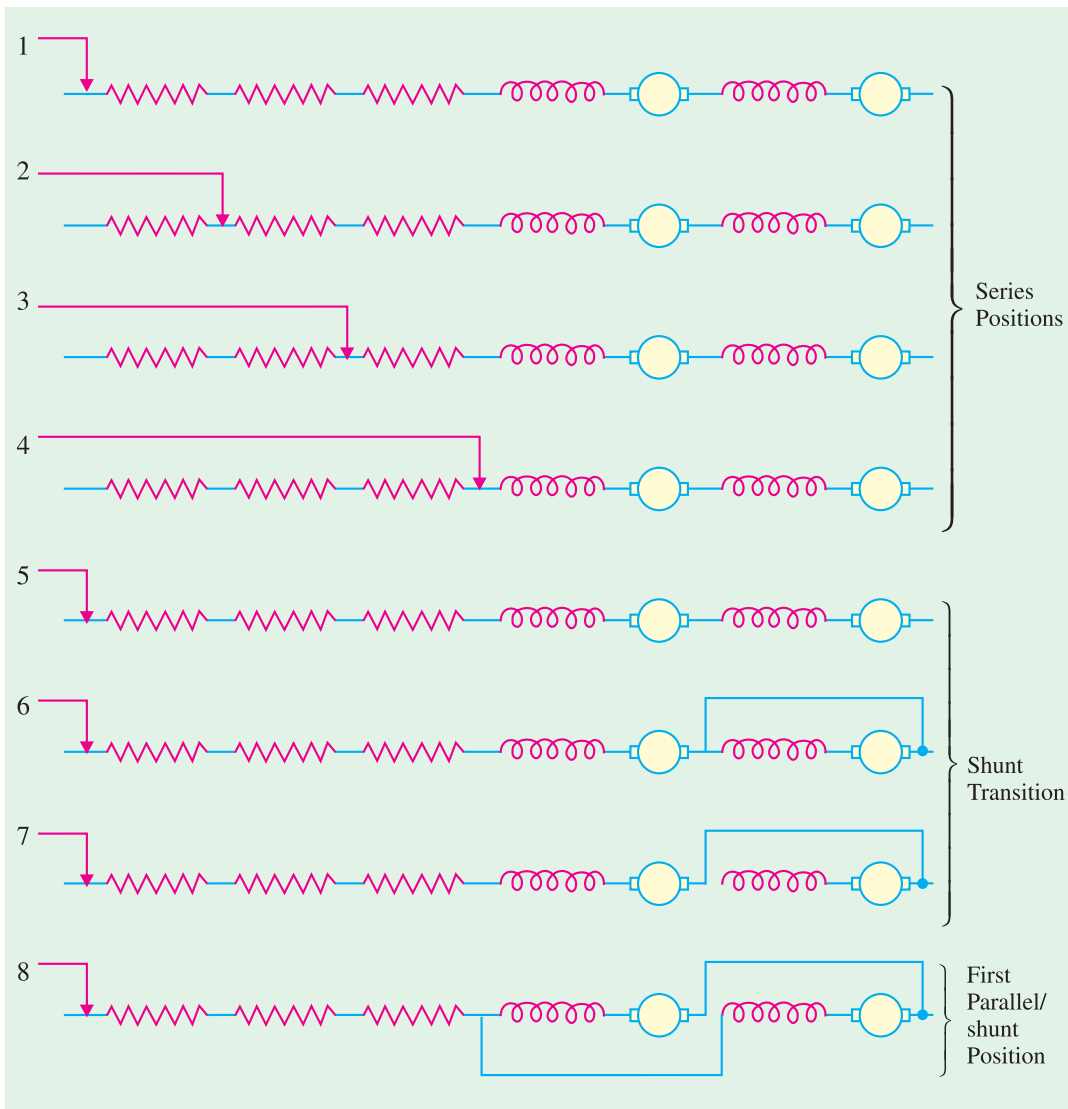 1
2
3
Series
Positions
4
5
6
Shunt
Transition
7
8
First
Parallel/
shunt
Position